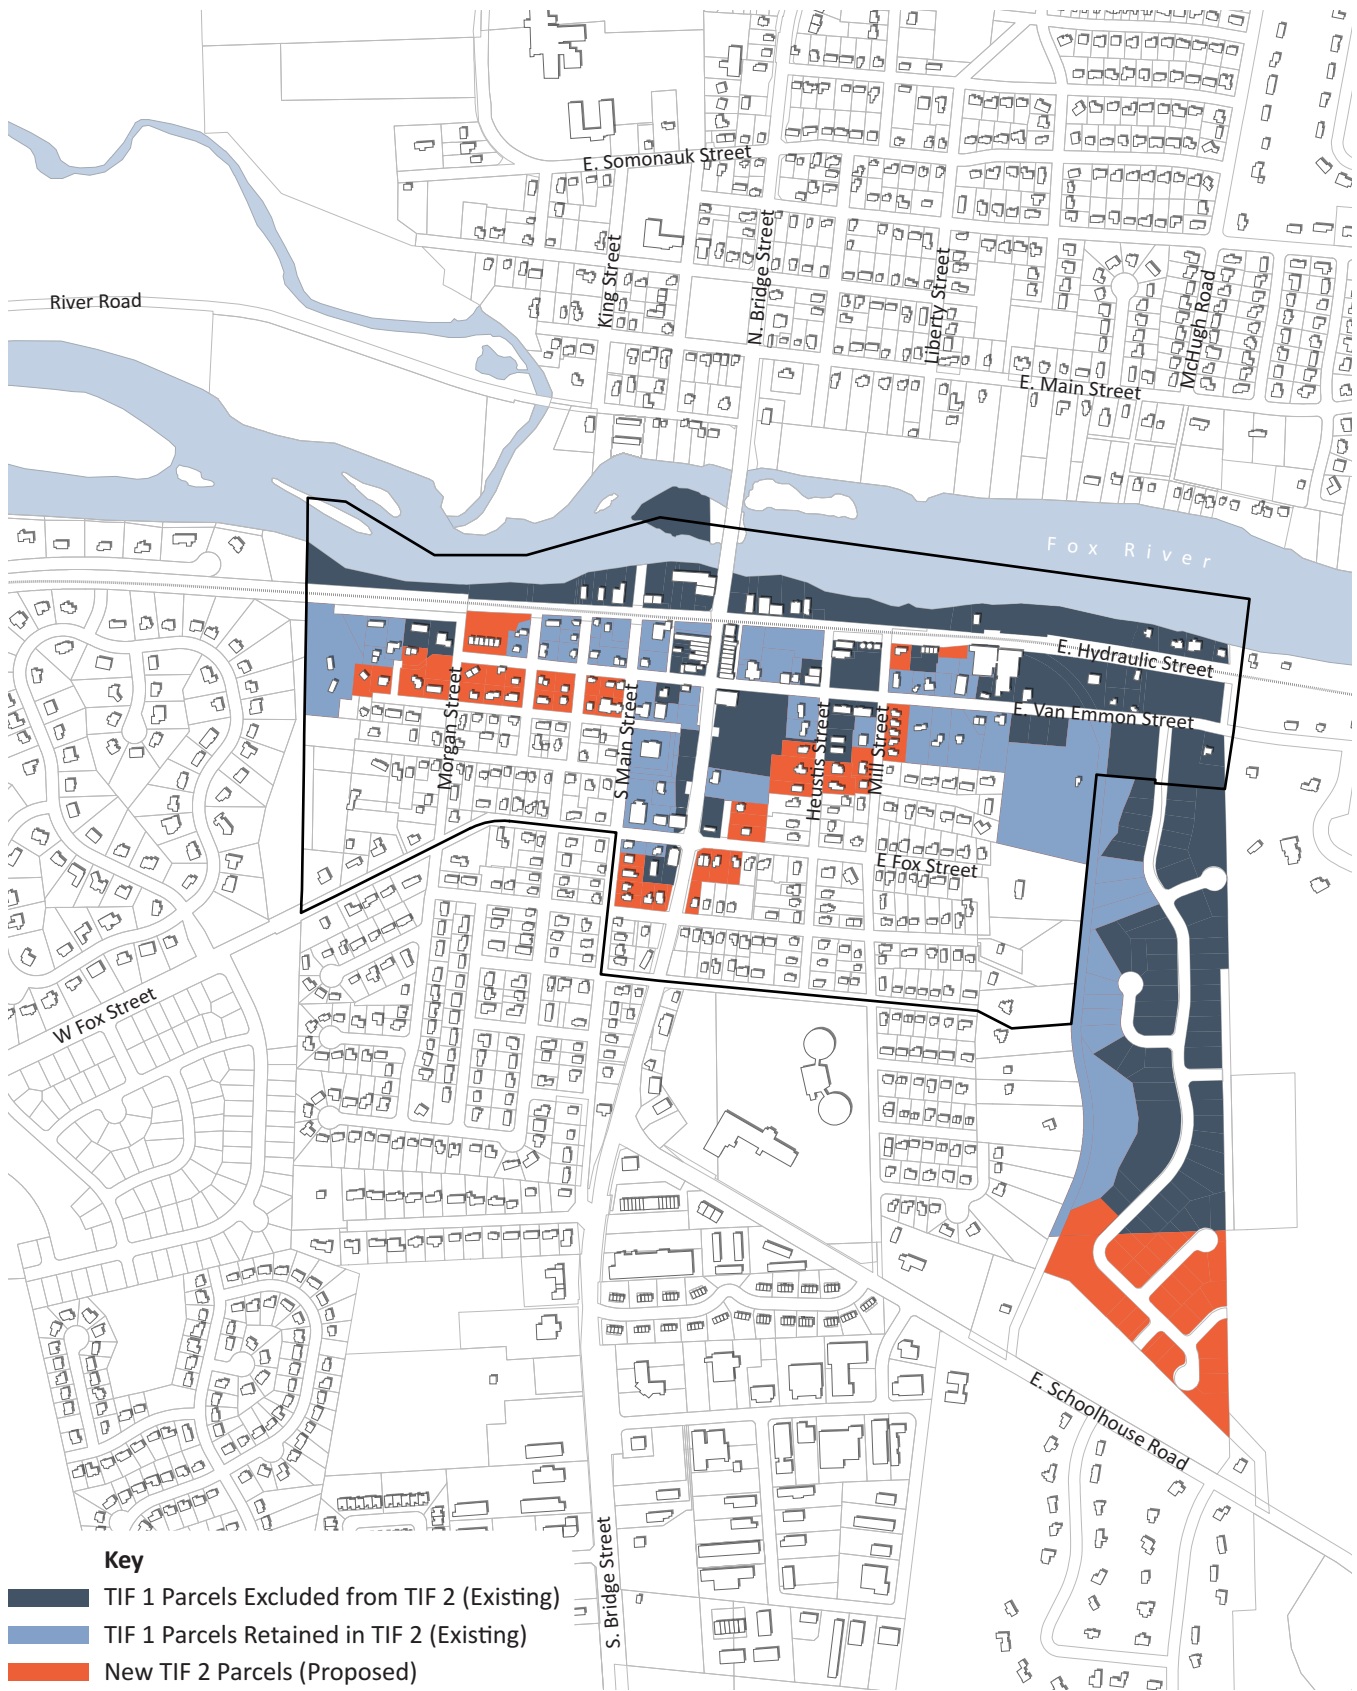 E. Somonauk Street
King Street
N. Bridge Street
Liberty Street
McHugh Road
River Road
E. Main Street
Fox River
E. Hydraulic Street
E. Van Emmon Street
Morgan Street
S. Main Street
Heustis Street
Mill Street
E Fox Street
W Fox Street
E. Schoolhouse Road
S. Bridge Street
Key
TIF 1 Parcels Excluded from TIF 2 (Existing)
TIF 1 Parcels Retained in TIF 2 (Existing)
New TIF 2 Parcels (Proposed)